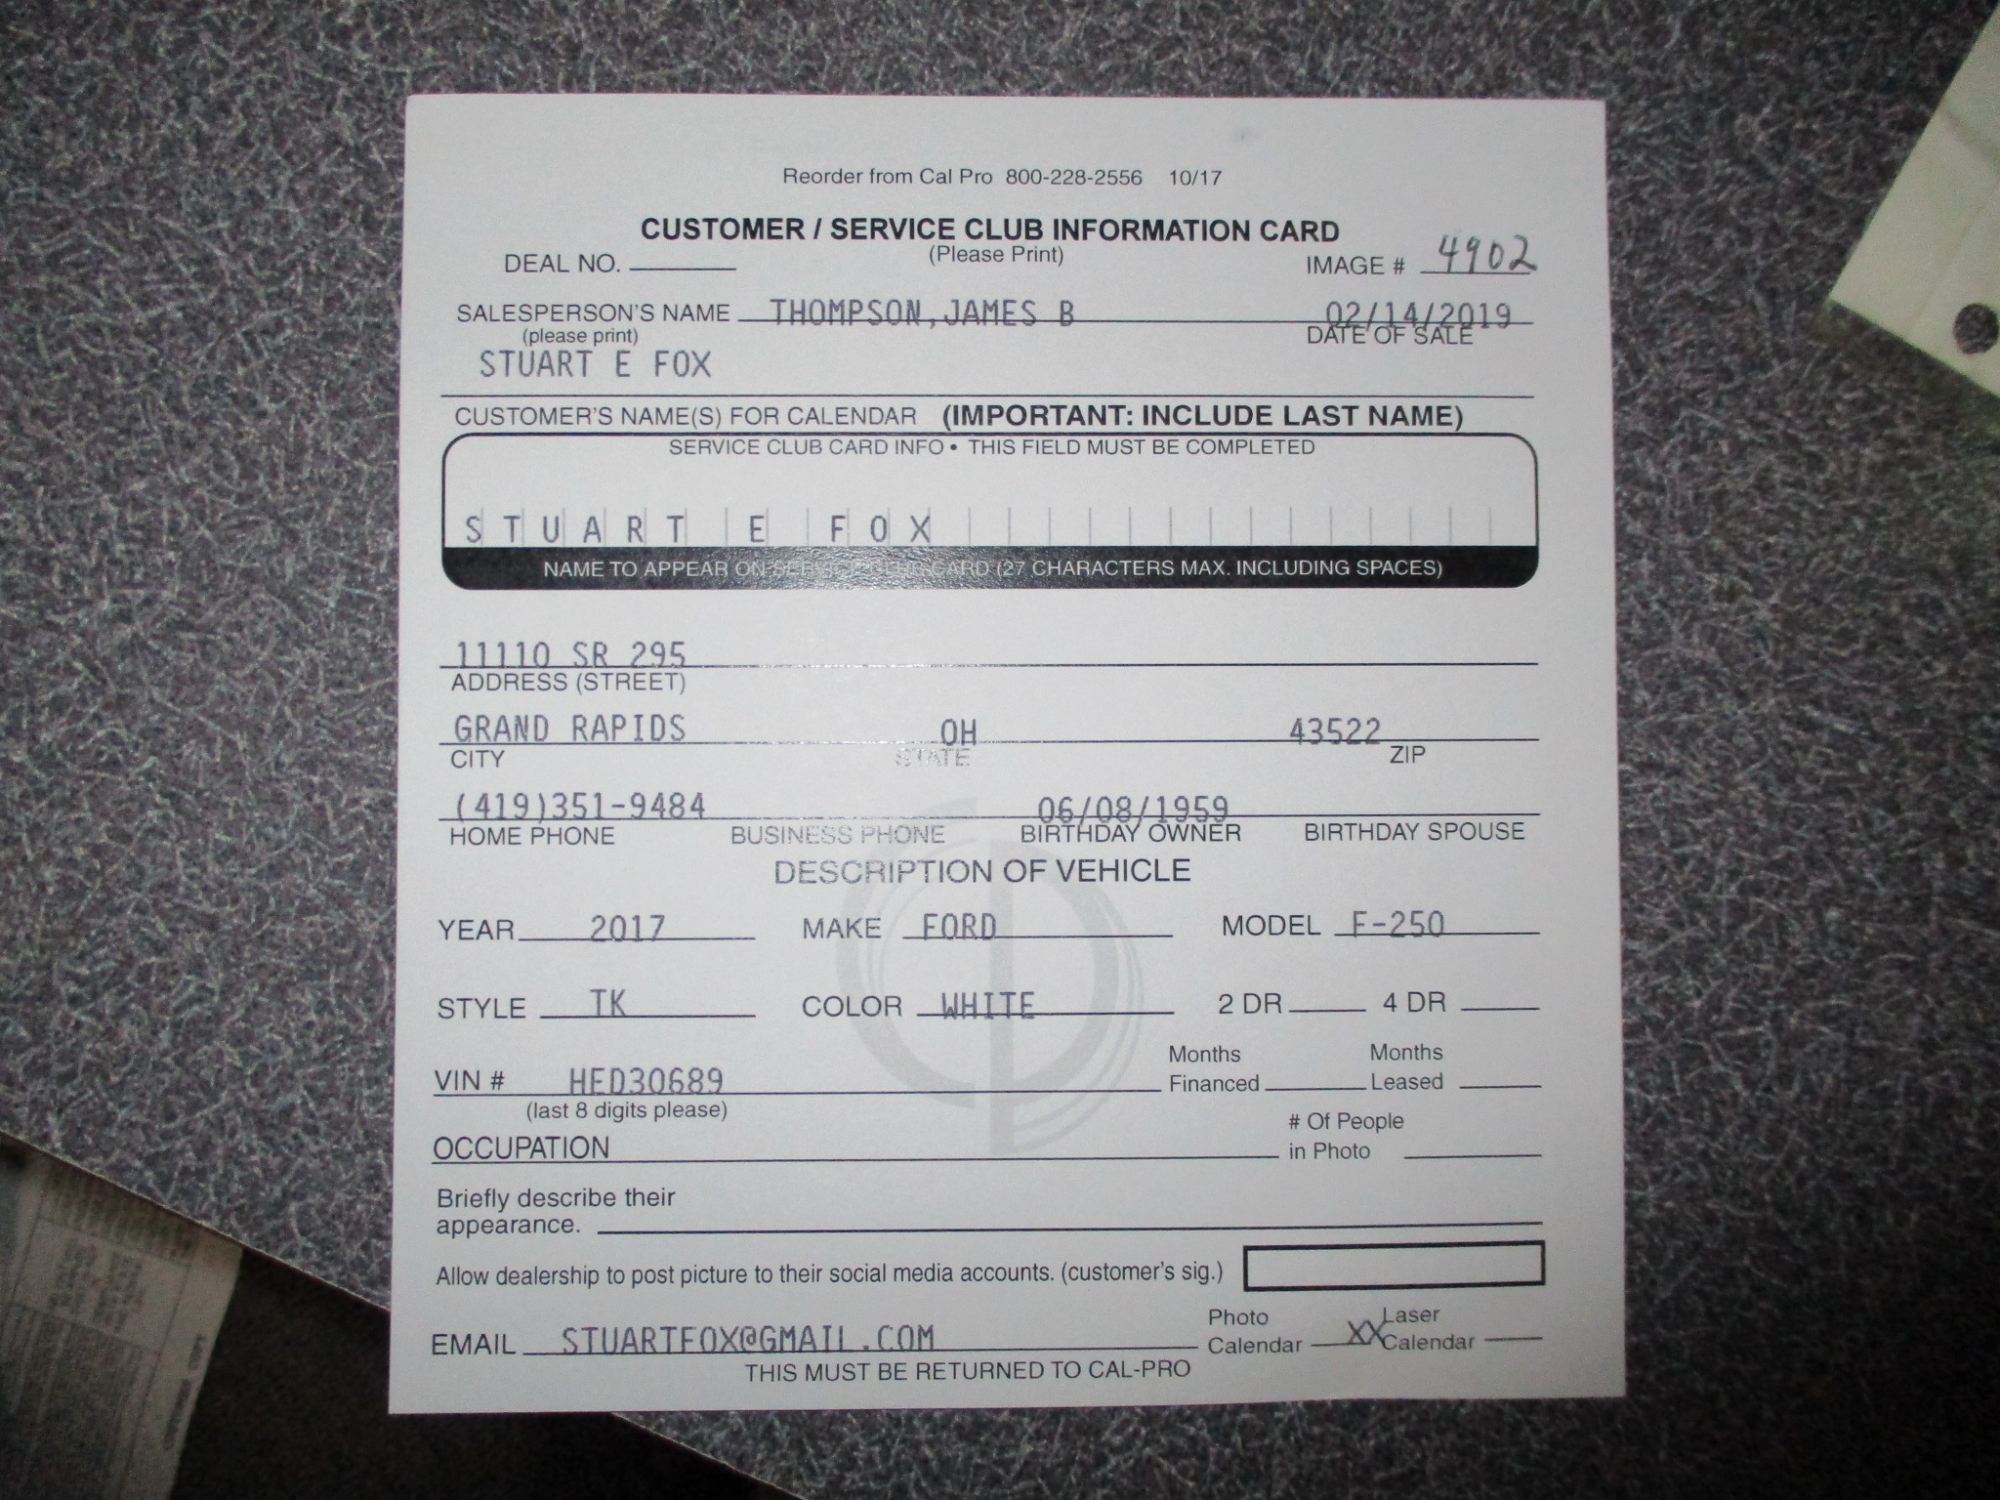 Reorder from Cal Pro 800-228-2556 10/17
CUSTOMER / SERVICE CLUB INFORMATION CARD
(Please Print)
DEAL NO. IMAGE # 4902
SALESPERSON'S NAME THOMPSON,JAMES B 02/14/2019
(please print) DATE OF SALE
STUART E FOX
CUSTOMER'S NAME(S) FOR CALENDAR (IMPORTANT: INCLUDE LAST NAME)
SERVICE CLUB CARD INFO • THIS FIELD MUST BE COMPLETED
STUART E FOX
NAME TO APPEAR ON SERVICE CLUB CARD (27 CHARACTERS MAX. INCLUDING SPACES)
11110 SR 295
ADDRESS (STREET)
GRAND RAPIDS OH 43522
CITY STATE ZIP
(419)351-9484 06/08/1959
HOME PHONE BUSINESS PHONE BIRTHDAY OWNER BIRTHDAY SPOUSE
DESCRIPTION OF VEHICLE
YEAR 2017 MAKE FORD MODEL F-250
STYLE TK COLOR WHITE 2 DR 4 DR
Months Months
VIN # HED30689 Financed Leased
(last 8 digits please)
# Of People
OCCUPATION in Photo
Briefly describe their
appearance.
Allow dealership to post picture to their social media accounts. (customer's sig.)
Photo Laser
EMAIL STUARTFOX@GMAIL.COM Calendar XX Calendar
THIS MUST BE RETURNED TO CAL-PRO